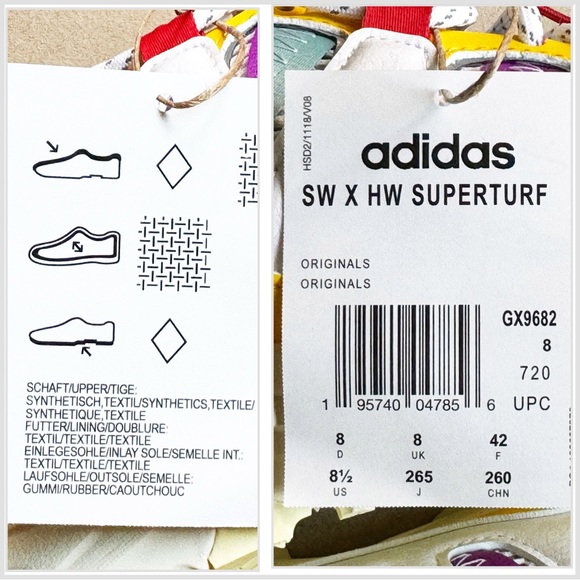 SCHAFT/UPPER/TIGE:
SYNTHETISCH,TEXTIL/SYNTHETICS,TEXTILE/
SYNTHETIQUE,TEXTILE
FUTTER/LINING/DOUBLURE:
TEXTIL/TEXTILE/TEXTILE
EINLEGESOHLE/INLAY SOLE/SEMELLE INT.:
TEXTIL/TEXTILE/TEXTILE
LAUFSOHLE/OUTSOLE/SEMELLE:
GUMMI/RUBBER/CAOUTCHOUC
HSD2/1118/V08
adidas
SW X HW SUPERTURF
ORIGINALS
ORIGINALS
GX9682
8
720
1 95740 04785 6 UPC
8 8 42
D UK F
8½ 265 260
US J CHN